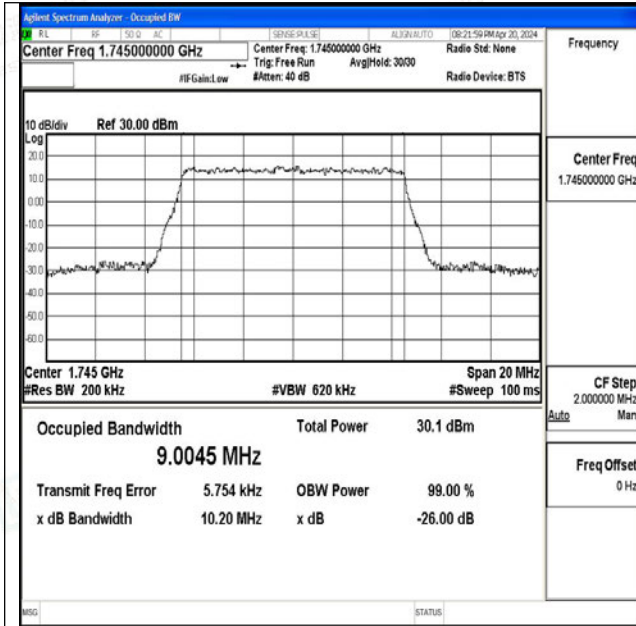 Agilent Spectrum Analyzer - Occupied BW
RL RF 50 Ω AC SENSE:PULSE ALIGNAUTO 08:21:59 PM Apr 20, 2024
Center Freq 1.745000000 GHz
Center Freq: 1.745000000 GHz
Radio Std: None
Trig: Free Run
Avg|Hold: 30/30
#IFGain:Low
#Atten: 40 dB
Radio Device: BTS
10 dB/div Ref 30.00 dBm
Log
20.0
10.0
0.00
-10.0
-20.0
-30.0
-40.0
-50.0
-60.0
Center 1.745 GHz
Span 20 MHz
#Res BW 200 kHz
#VBW 620 kHz
#Sweep 100 ms
Occupied Bandwidth
Total Power 30.1 dBm
9.0045 MHz
Transmit Freq Error 5.754 kHz
OBW Power 99.00 %
x dB Bandwidth 10.20 MHz
x dB -26.00 dB
MSG
STATUS
Frequency
Center Freq
1.745000000 GHz
CF Step
2.000000 MHz
Auto Man
Freq Offset
0 Hz